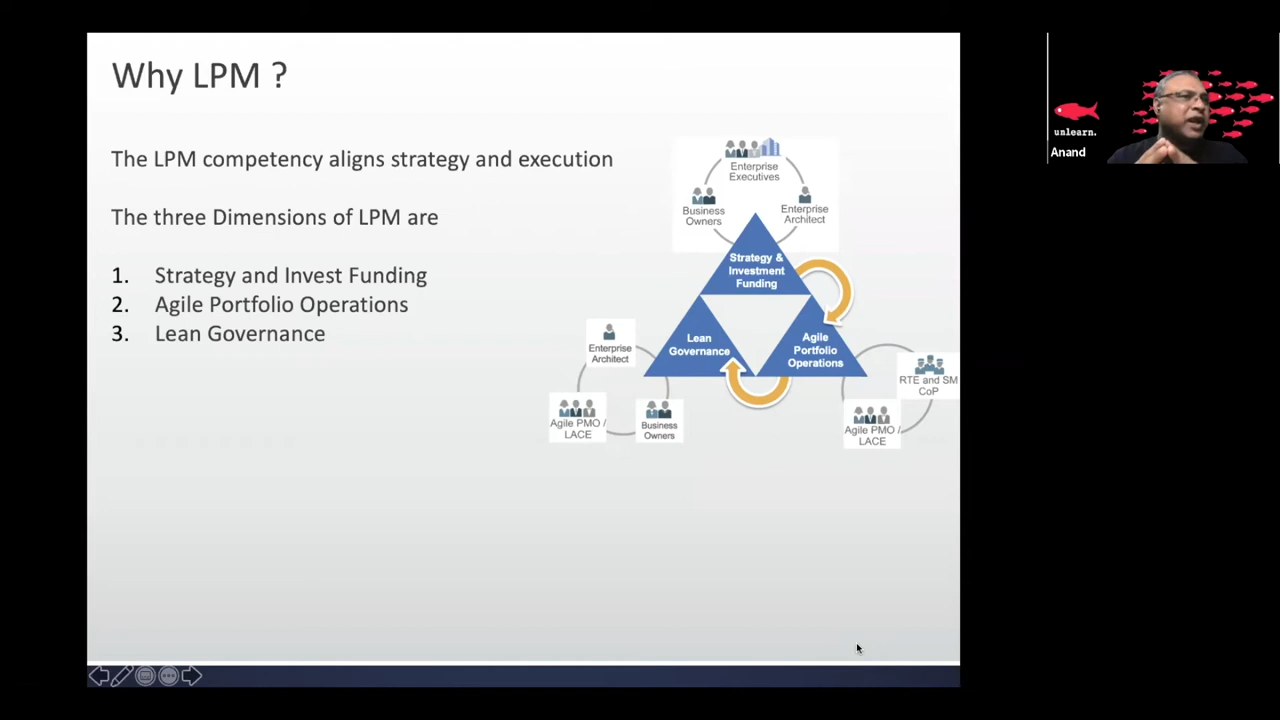 Why LPM ?
The LPM competency aligns strategy and execution
The three Dimensions of LPM are
1. Strategy and Invest Funding
2. Agile Portfolio Operations
3. Lean Governance
Enterprise
Executives
Business
Owners
Enterprise
Architect
Strategy &
Investment
Funding
Lean
Governance
Agile
Portfolio
Operations
Enterprise
Architect
Agile PMO /
LACE
Business
Owners
RTE and SM
CoP
Agile PMO /
LACE
unlearn.
Anand